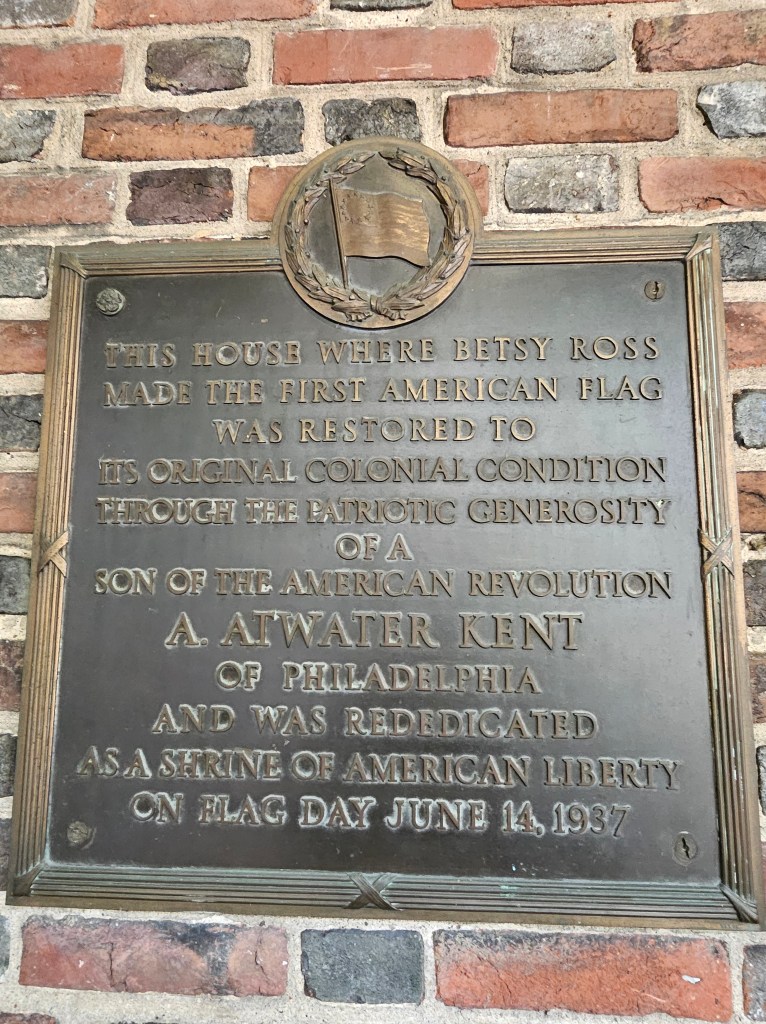 THIS HOUSE WHERE BETSY ROSS
MADE THE FIRST AMERICAN FLAG
WAS RESTORED TO
ITS ORIGINAL COLONIAL CONDITION
THROUGH THE PATRIOTIC GENEROSITY
OF A
SON OF THE AMERICAN REVOLUTION
A. ATWATER KENT
OF PHILADELPHIA
AND WAS REDEDICATED
AS A SHRINE OF AMERICAN LIBERTY
ON FLAG DAY JUNE 14, 1937